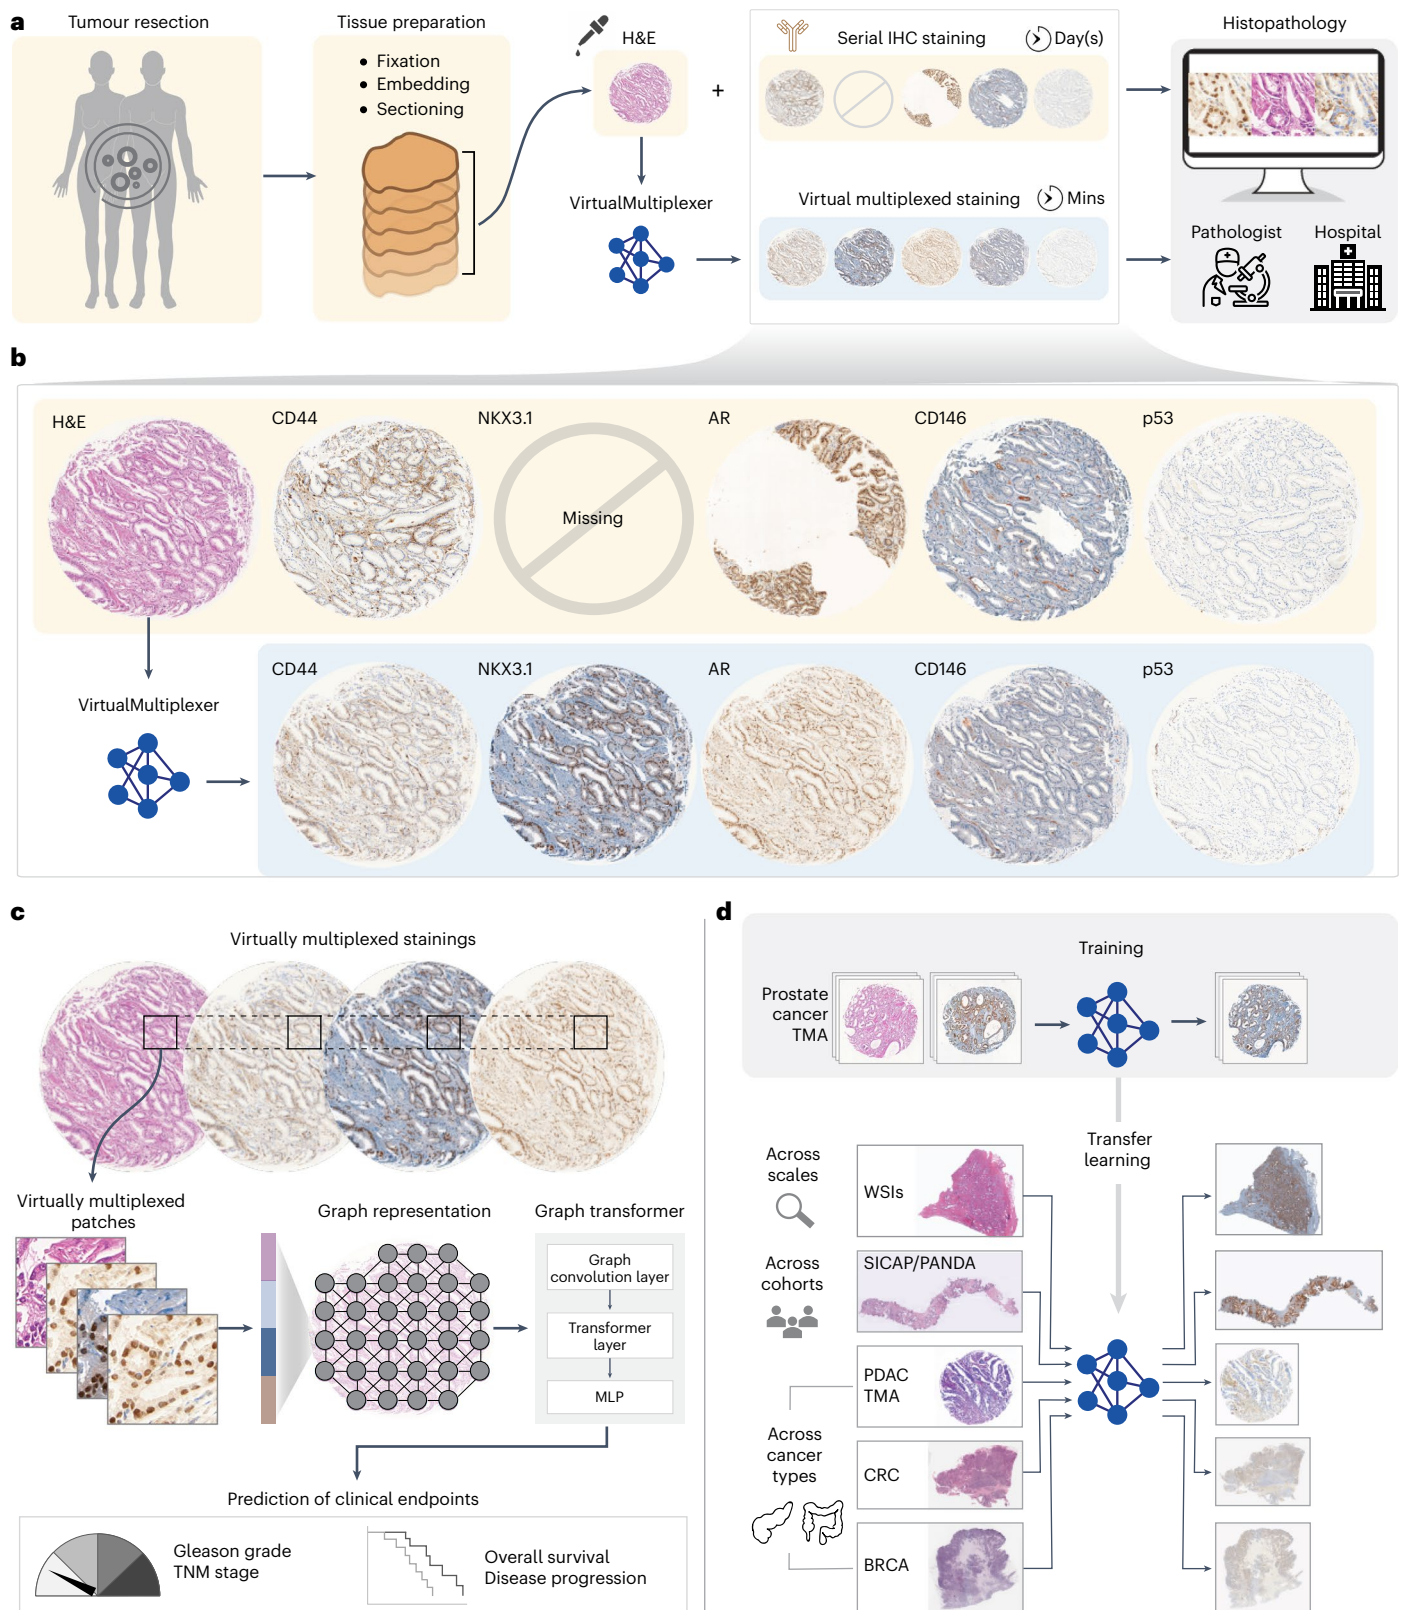 a
Tumour resection
Tissue preparation
• Fixation
• Embedding
• Sectioning
H&E
+
Serial IHC staining
Day(s)
Histopathology
VirtualMultiplexer
Virtual multiplexed staining
Mins
Pathologist
Hospital
b
H&E
CD44
NKX3.1
AR
CD146
p53
Missing
VirtualMultiplexer
CD44
NKX3.1
AR
CD146
p53
c
Virtually multiplexed stainings
Virtually multiplexed
patches
Graph representation
Graph transformer
Graph
convolution layer
Transformer
layer
MLP
Prediction of clinical endpoints
Gleason grade
TNM stage
Overall survival
Disease progression
d
Training
Prostate
cancer
TMA
Transfer
learning
Across
scales
WSIs
Across
cohorts
SICAP/PANDA
PDAC
TMA
Across
cancer
types
CRC
BRCA